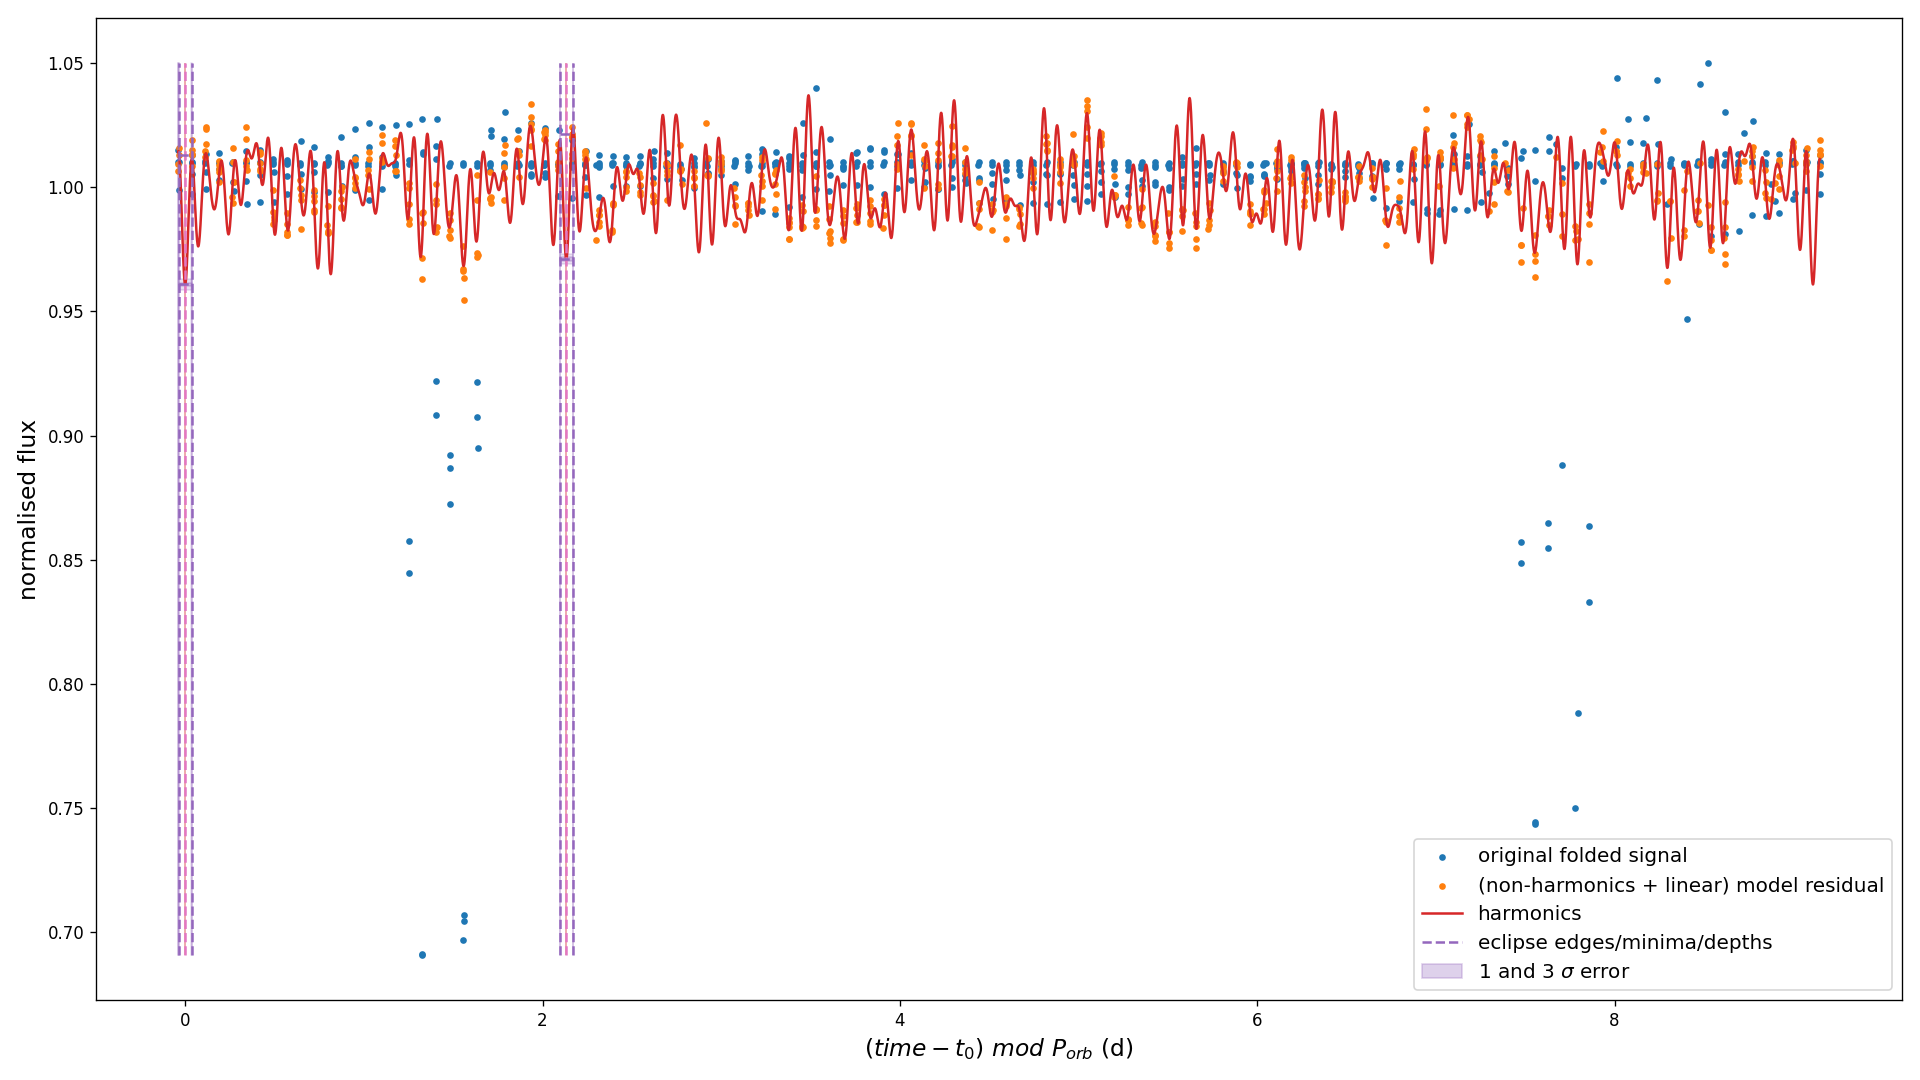 1.05
1.00
0.95
0.90
0.85
0.80
0.75
0.70
normalised flux
0
2
4
6
8
(time − t₀) mod Pₒᵣb (d)
original folded signal
(non-harmonics + linear) model residual
harmonics
eclipse edges/minima/depths
1 and 3 σ error